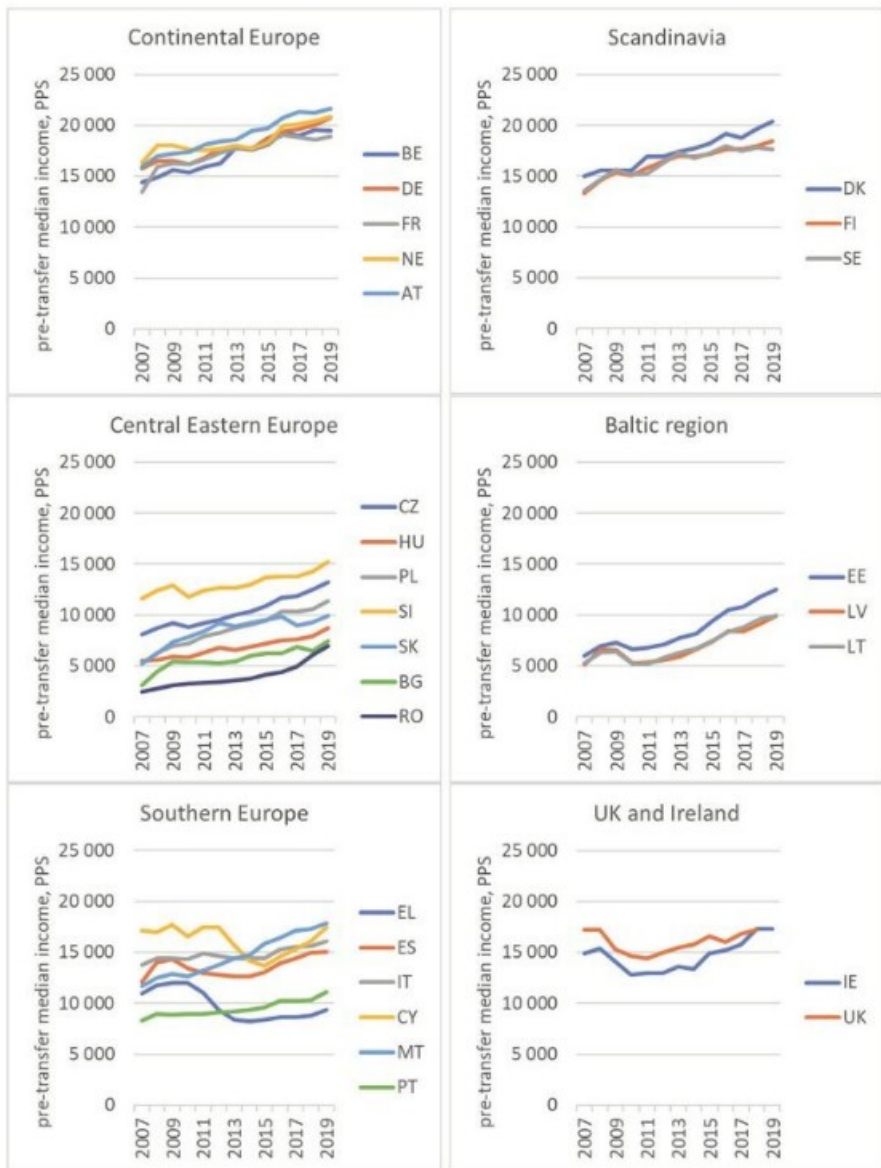 Continental Europe
pre-transfer median income, PPS
25 000
20 000
15 000
10 000
5 000
0
2007
2009
2011
2013
2015
2017
2019
BE
DE
FR
NE
AT
Scandinavia
pre-transfer median income, PPS
25 000
20 000
15 000
10 000
5 000
0
2007
2009
2011
2013
2015
2017
2019
DK
FI
SE
Central Eastern Europe
pre-transfer median income, PPS
25 000
20 000
15 000
10 000
5 000
0
2007
2009
2011
2013
2015
2017
2019
CZ
HU
PL
SI
SK
BG
RO
Baltic region
pre-transfer median income, PPS
25 000
20 000
15 000
10 000
5 000
0
2007
2009
2011
2013
2015
2017
2019
EE
LV
LT
Southern Europe
pre-transfer median income, PPS
25 000
20 000
15 000
10 000
5 000
0
2007
2009
2011
2013
2015
2017
2019
EL
ES
IT
CY
MT
PT
UK and Ireland
pre-transfer median income, PPS
25 000
20 000
15 000
10 000
5 000
0
2007
2009
2011
2013
2015
2017
2019
IE
UK